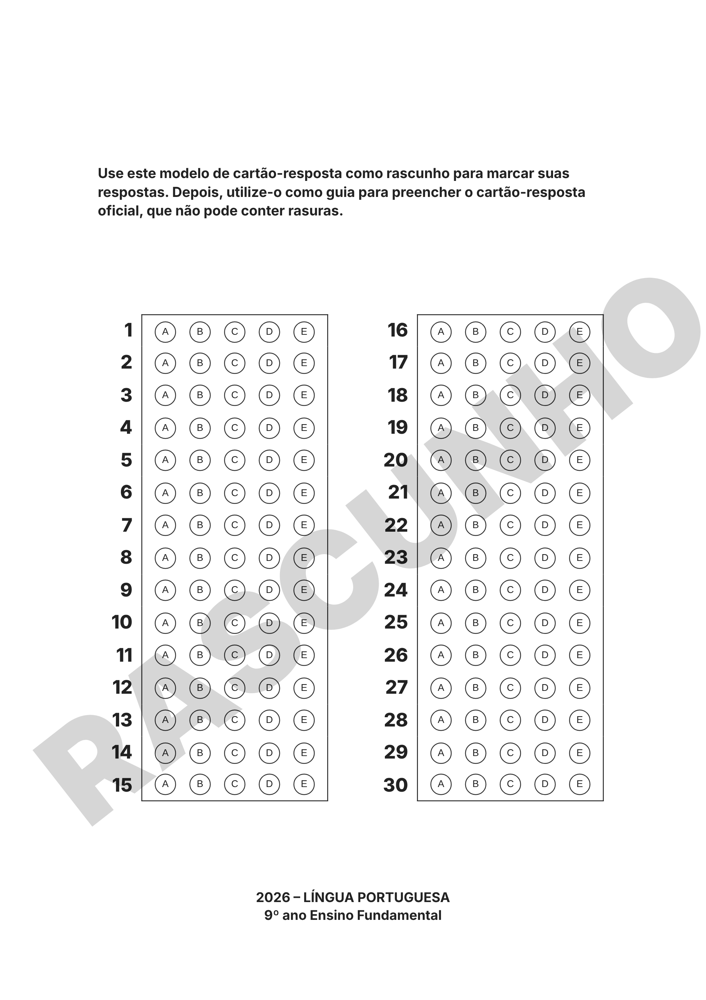 Use este modelo de cartão-resposta como rascunho para marcar suas
respostas. Depois, utilize-o como guia para preencher o cartão-resposta
oficial, que não pode conter rasuras.
1 A B C D E
2 A B C D E
3 A B C D E
4 A B C D E
5 A B C D E
6 A B C D E
7 A B C D E
8 A B C D E
9 A B C D E
10 A B C D E
11 A B C D E
12 A B C D E
13 A B C D E
14 A B C D E
15 A B C D E
16 A B C D E
17 A B C D E
18 A B C D E
19 A B C D E
20 A B C D E
21 A B C D E
22 A B C D E
23 A B C D E
24 A B C D E
25 A B C D E
26 A B C D E
27 A B C D E
28 A B C D E
29 A B C D E
30 A B C D E
RASCUNHO
2026 – LÍNGUA PORTUGUESA
9º ano Ensino Fundamental